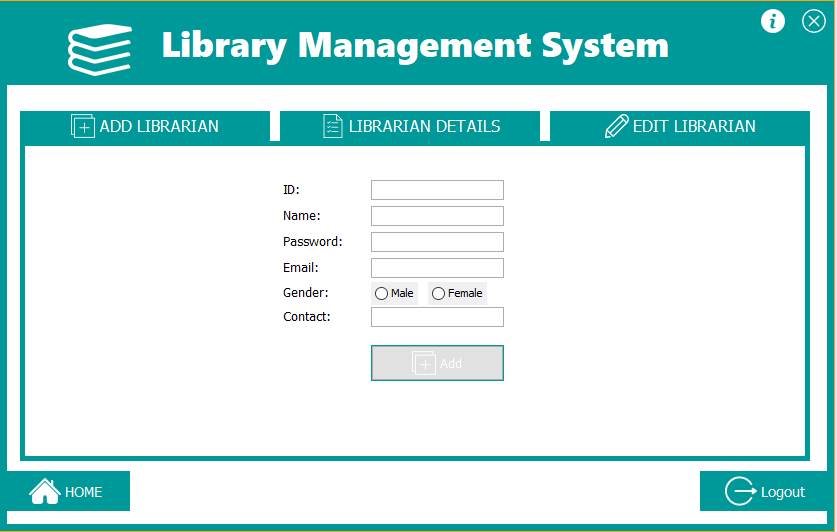 Library Management System
ADD LIBRARIAN
LIBRARIAN DETAILS
EDIT LIBRARIAN
ID:
Name:
Password:
Email:
Gender: Male Female
Contact:
Add
HOME
Logout